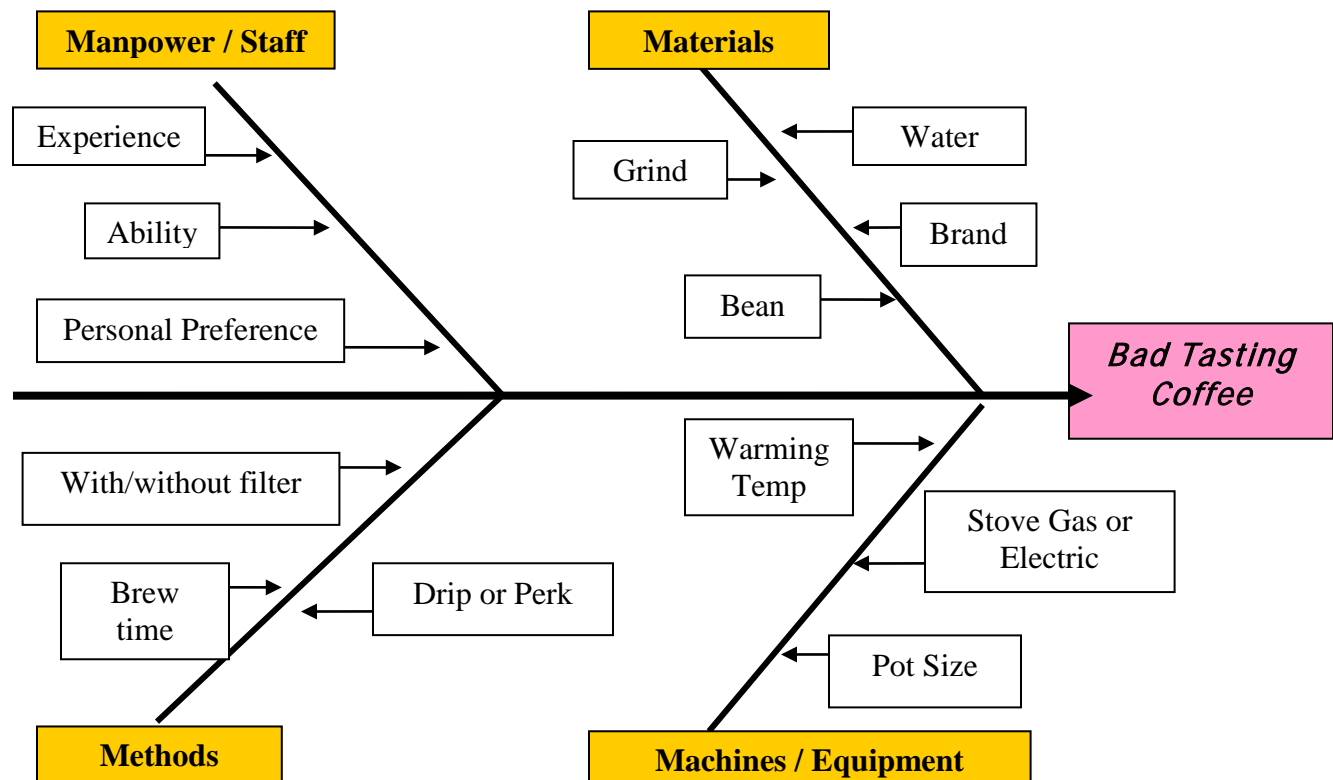 Manpower / Staff
Materials
Experience
Water
Grind
Ability
Brand
Bean
Personal Preference
Bad Tasting
Coffee
Warming
Temp
With/without filter
Stove Gas or
Electric
Brew
time
Drip or Perk
Pot Size
Methods
Machines / Equipment